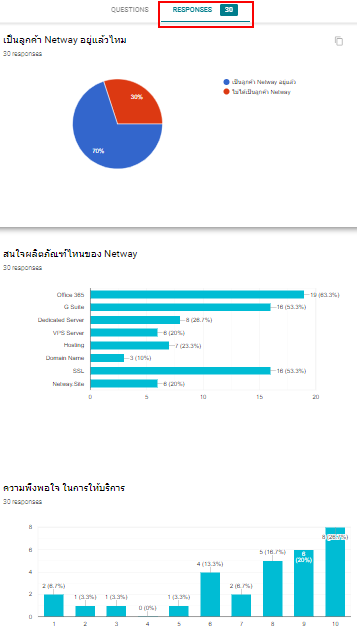 QUESTIONS RESPONSES 30
เป็นลูกค้า Netway อยู่แล้วไหม
30 responses
เป็นลูกค้า Netway อยู่แล้ว
ไม่ได้เป็นลูกค้า Netway
30%
70%
สนใจผลิตภัณฑ์ไหนของ Netway
30 responses
Office 365 19 (63.3%)
G Suite 16 (53.3%)
Dedicated Server 8 (26.7%)
VPS Server 6 (20%)
Hosting 7 (23.3%)
Domain Name 3 (10%)
SSL 16 (53.3%)
Netway.Site 6 (20%)
0 5 10 15 20
ความพึงพอใจ ในการให้บริการ
30 responses
8
6
4
2
0
2 (6.7%) 1 (3.3%) 1 (3.3%) 0 (0%) 1 (3.3%) 4 (13.3%) 2 (6.7%) 5 (16.7%) 6 (20%) 8 (26.7%)
1 2 3 4 5 6 7 8 9 10